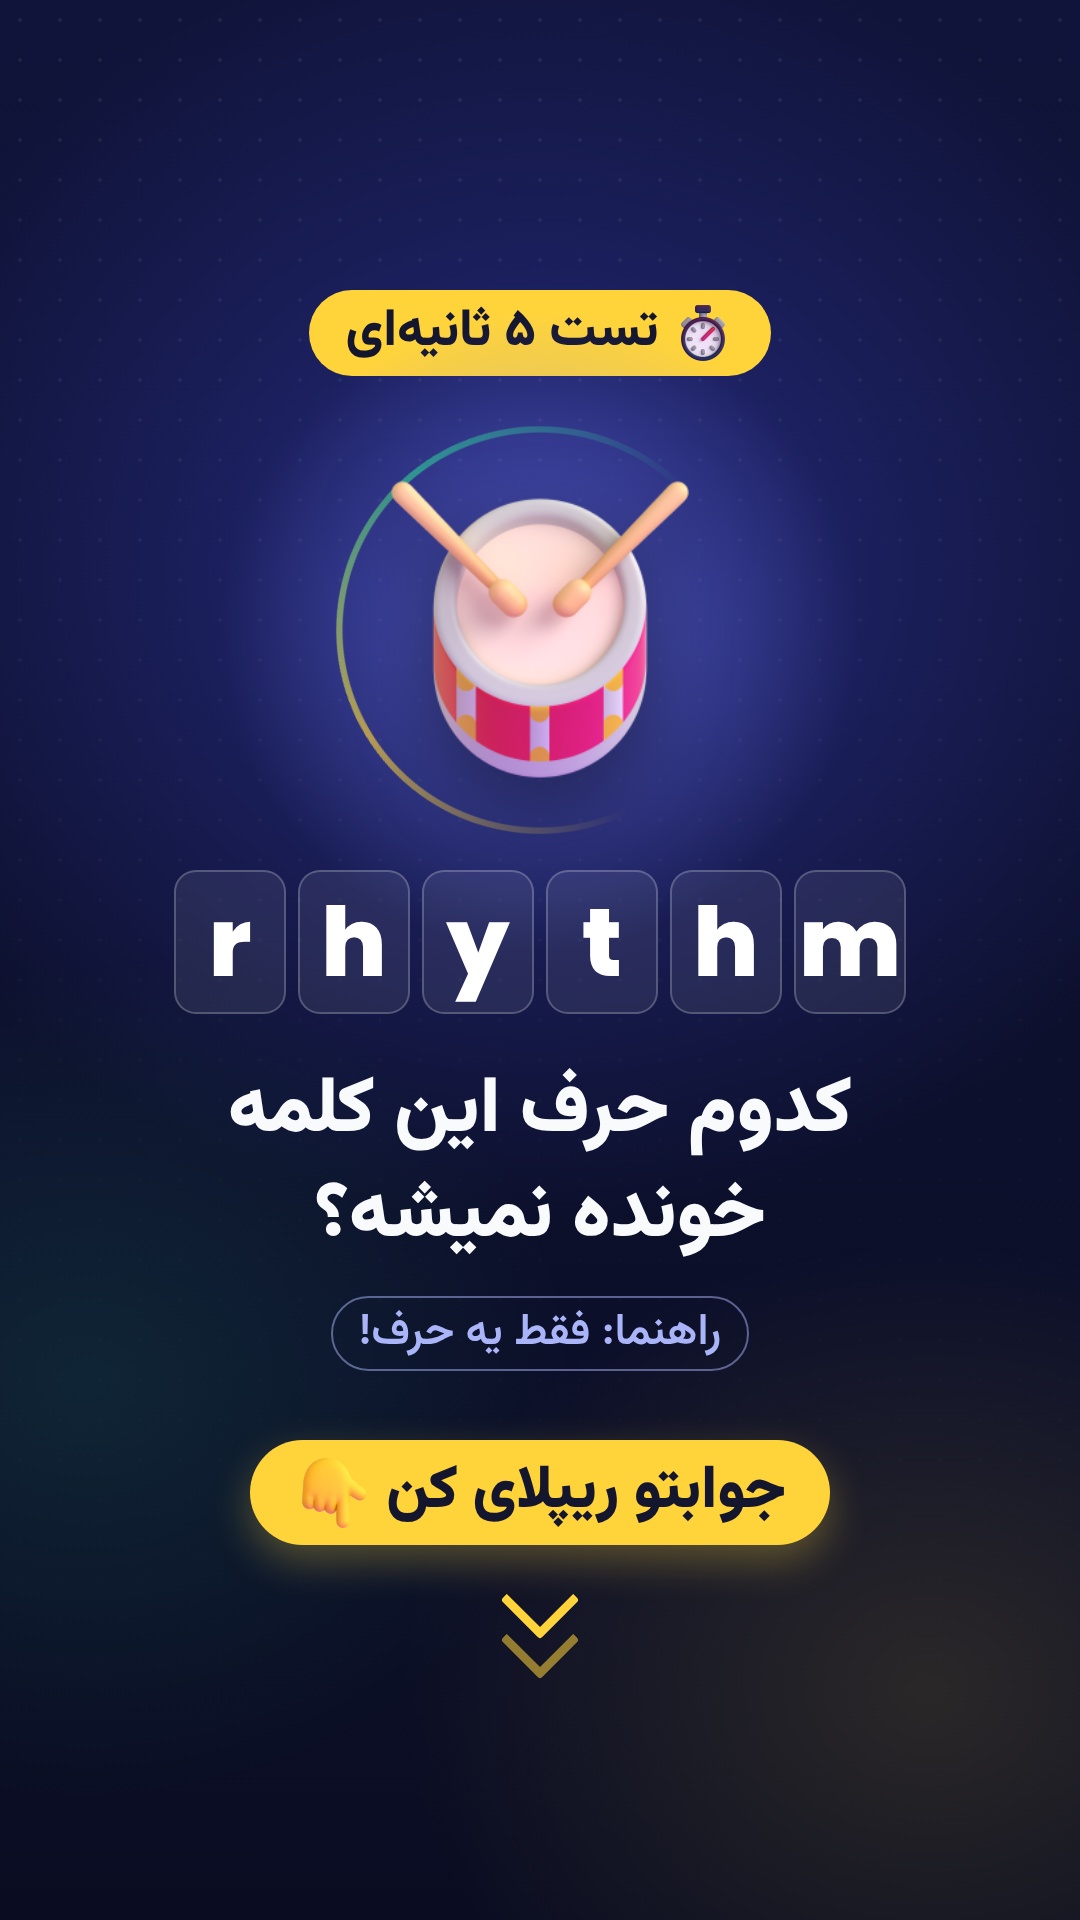 تست ۵ ثانیه‌ای
rhythm
کدوم حرف این کلمه
خونده نمیشه؟
راهنما: فقط یه حرف!
جوابتو ریپلای کن